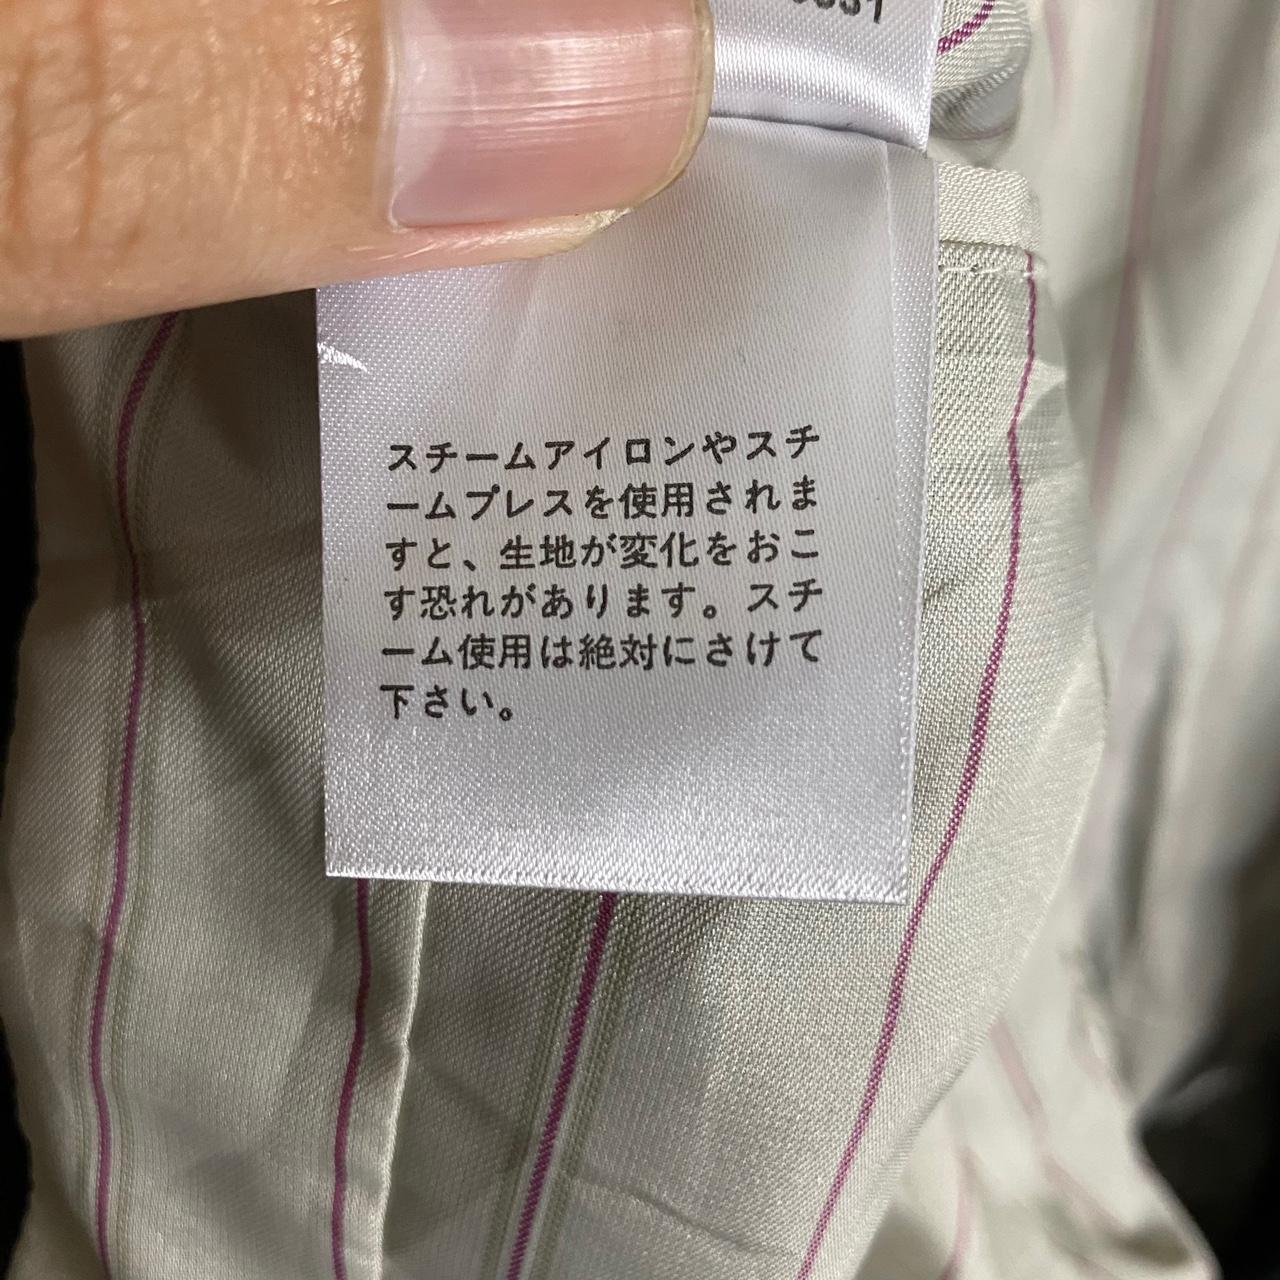 スチームアイロンやスチ
ームプレスを使用されま
すと、生地が変化をおこ
す恐れがあります。スチ
ーム使用は絶対にさけて
下さい。